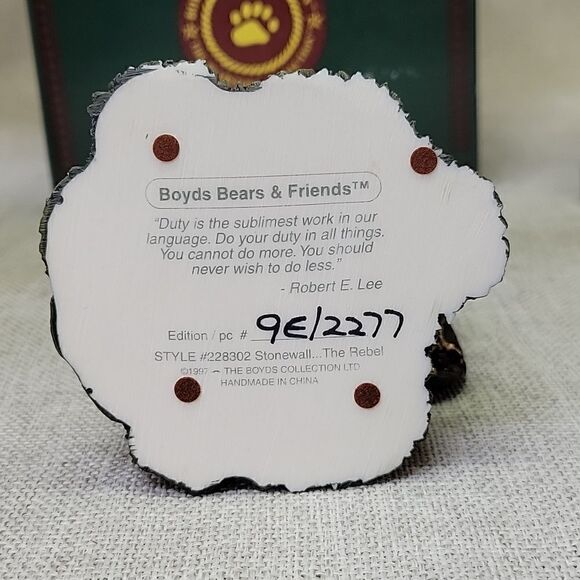 Boyds Bears & Friends™
"Duty is the sublimest work in our
language. Do your duty in all things.
You cannot do more. You should
never wish to do less."
- Robert E. Lee
Edition / pc # 9E/2277
STYLE #228302 Stonewall...The Rebel
©1997 - THE BOYDS COLLECTION LTD
HANDMADE IN CHINA